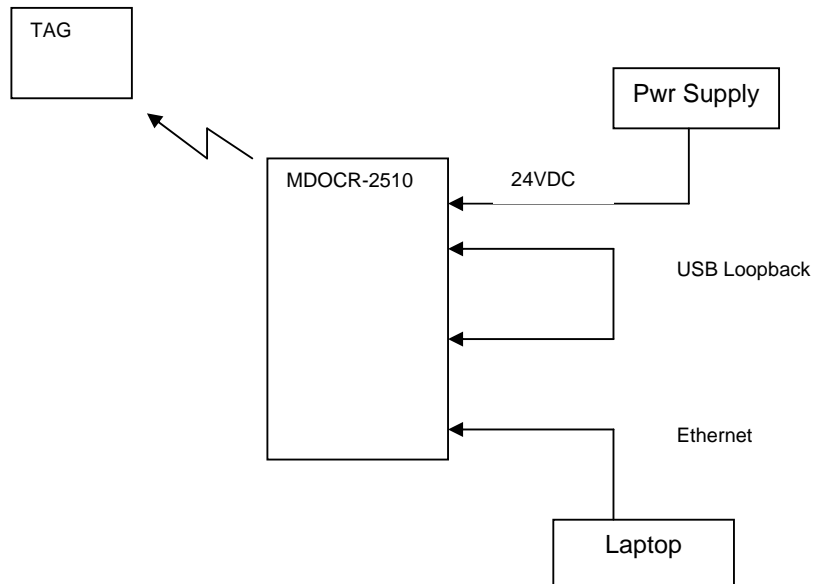 TAG
Pwr Supply
MDOCR-2510
24VDC
USB Loopback
Ethernet
Laptop